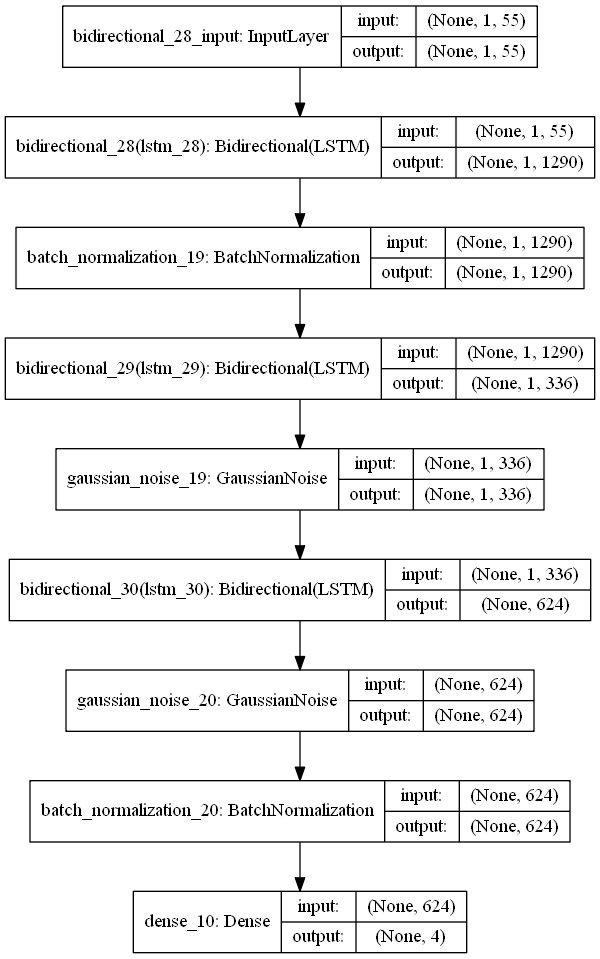 bidirectional_28_input: InputLayer
input: (None, 1, 55)
output: (None, 1, 55)
bidirectional_28(lstm_28): Bidirectional(LSTM)
input: (None, 1, 55)
output: (None, 1, 1290)
batch_normalization_19: BatchNormalization
input: (None, 1, 1290)
output: (None, 1, 1290)
bidirectional_29(lstm_29): Bidirectional(LSTM)
input: (None, 1, 1290)
output: (None, 1, 336)
gaussian_noise_19: GaussianNoise
input: (None, 1, 336)
output: (None, 1, 336)
bidirectional_30(lstm_30): Bidirectional(LSTM)
input: (None, 1, 336)
output: (None, 624)
gaussian_noise_20: GaussianNoise
input: (None, 624)
output: (None, 624)
batch_normalization_20: BatchNormalization
input: (None, 624)
output: (None, 624)
dense_10: Dense
input: (None, 624)
output: (None, 4)